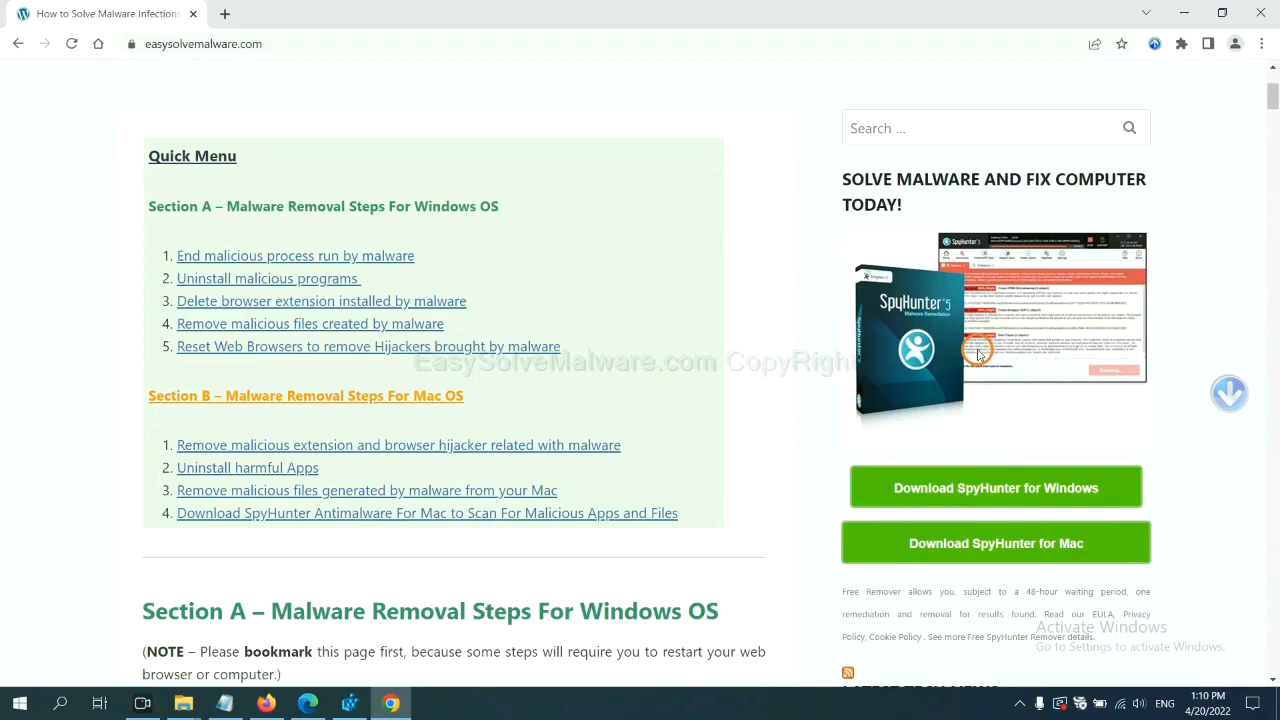 How to Solve Malware Infections
easysolvemalware.com
Search ...
Quick Menu
SOLVE MALWARE AND FIX COMPUTER
TODAY!
Section A – Malware Removal Steps For Windows OS
1. End malicious process run by malware
2. Uninstall malicious programs
3. Delete browser extension installed by malware
4. Remove malicious files created by malware
5. Reset Web Browser to Remove Hijackers brought by malware
SpyHunter 5
Malware Remediation
Section B – Malware Removal Steps For Mac OS
1. Remove malicious extension and browser hijacker related with malware
2. Uninstall harmful Apps
3. Remove malicious files generated by malware from your Mac
4. Download SpyHunter Antimalware For Mac to Scan For Malicious Apps and Files
Download SpyHunter for Windows
Download SpyHunter for Mac
Free Remover allows you, subject to a 48-hour waiting period, one
remediation and removal for results found. Read our EULA, Privacy
Policy, Cookie Policy . See more Free SpyHunter Remover details.
Section A – Malware Removal Steps For Windows OS
(NOTE – Please bookmark this page first, because some steps will require you to restart your web
browser or computer.)
Activate Windows
Go to Settings to activate Windows.
LATEST TECH NEWS
ENG
1:10 PM
4/20/2022